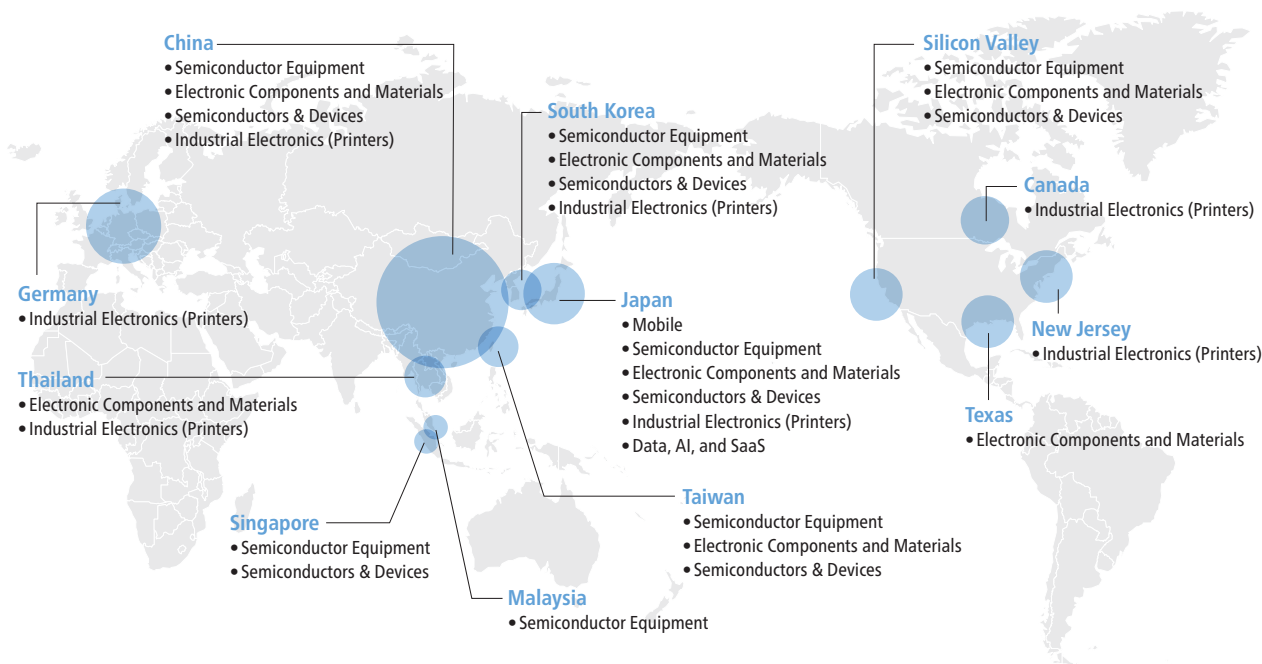 China
• Semiconductor Equipment
• Electronic Components and Materials
• Semiconductors & Devices
• Industrial Electronics (Printers)
South Korea
• Semiconductor Equipment
• Electronic Components and Materials
• Semiconductors & Devices
• Industrial Electronics (Printers)
Silicon Valley
• Semiconductor Equipment
• Electronic Components and Materials
• Semiconductors & Devices
Canada
• Industrial Electronics (Printers)
Germany
• Industrial Electronics (Printers)
Japan
• Mobile
• Semiconductor Equipment
• Electronic Components and Materials
• Semiconductors & Devices
• Industrial Electronics (Printers)
• Data, AI, and SaaS
New Jersey
• Industrial Electronics (Printers)
Thailand
• Electronic Components and Materials
• Industrial Electronics (Printers)
Texas
• Electronic Components and Materials
Taiwan
• Semiconductor Equipment
• Electronic Components and Materials
• Semiconductors & Devices
Singapore
• Semiconductor Equipment
• Semiconductors & Devices
Malaysia
• Semiconductor Equipment